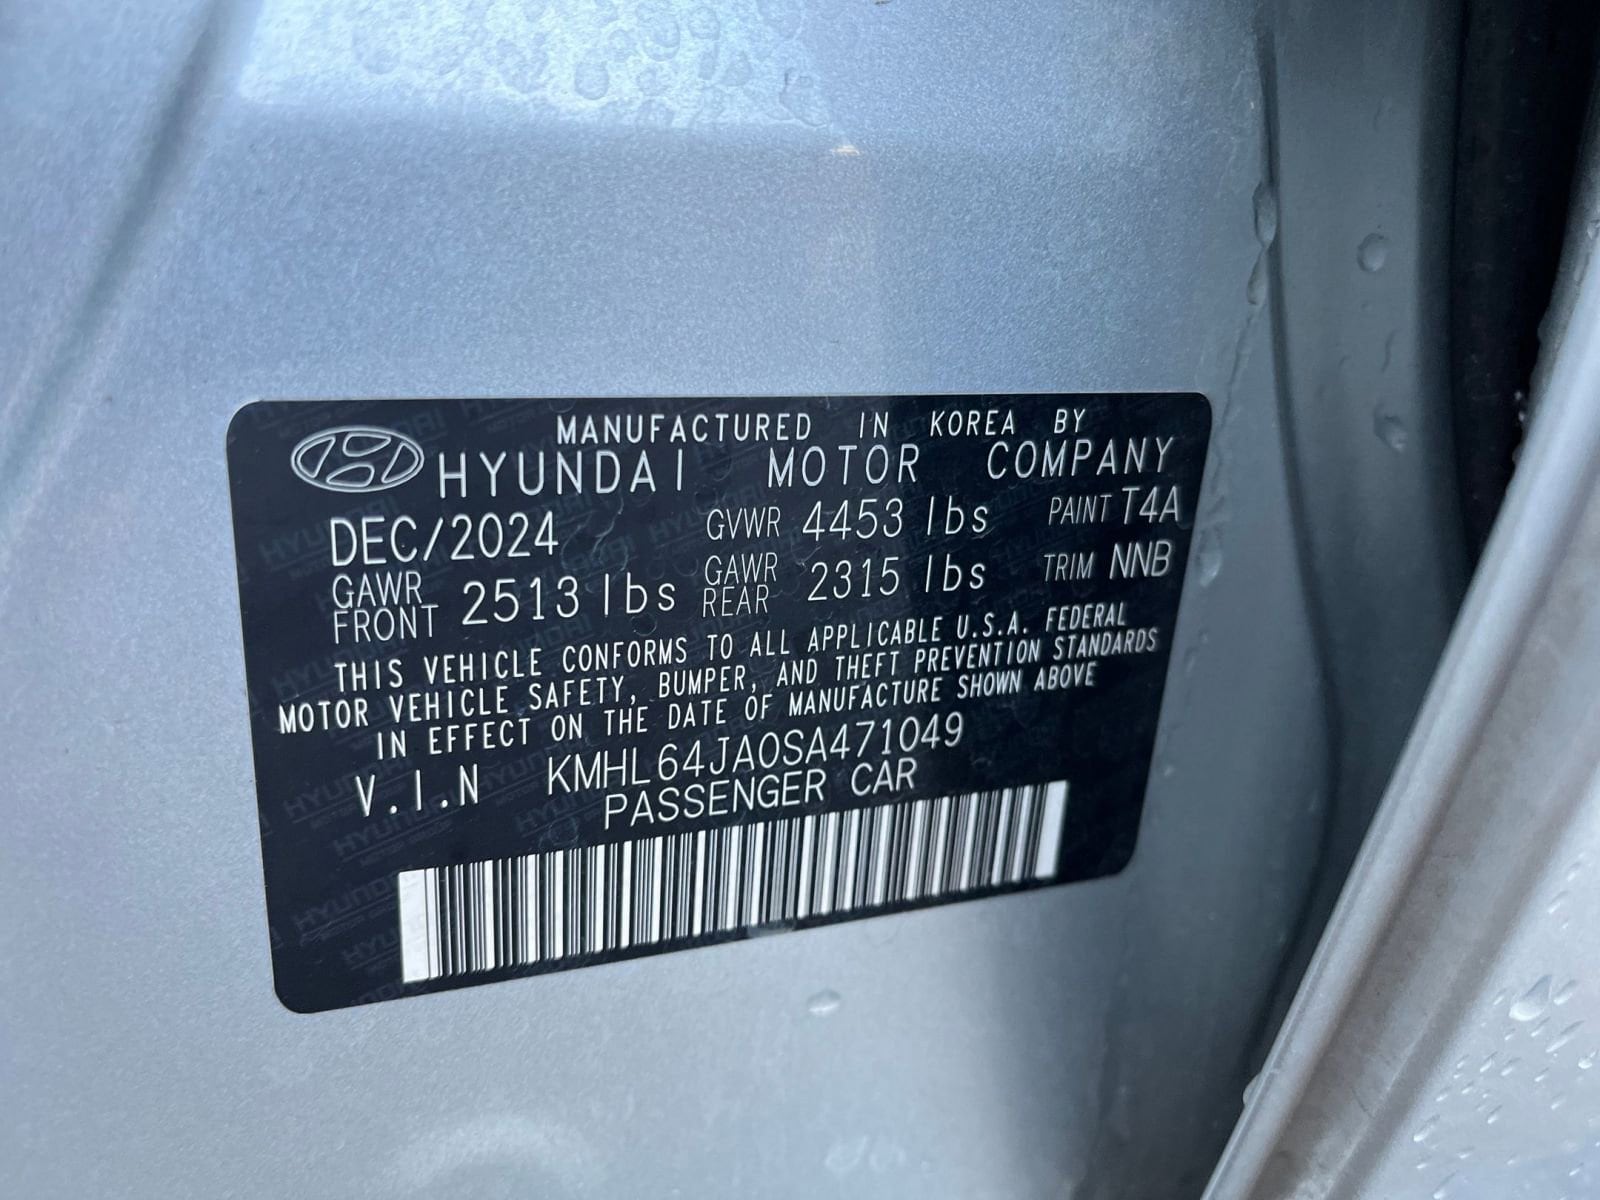 MANUFACTURED IN KOREA BY
HYUNDAI MOTOR COMPANY
DEC/2024 GVWR 4453 lbs PAINT T4A
GAWR FRONT 2513 lbs GAWR REAR 2315 lbs TRIM NNB
THIS VEHICLE CONFORMS TO ALL APPLICABLE U.S.A. FEDERAL
MOTOR VEHICLE SAFETY, BUMPER, AND THEFT PREVENTION STANDARDS
IN EFFECT ON THE DATE OF MANUFACTURE SHOWN ABOVE
V.I.N KMHL64JA0SA471049
PASSENGER CAR